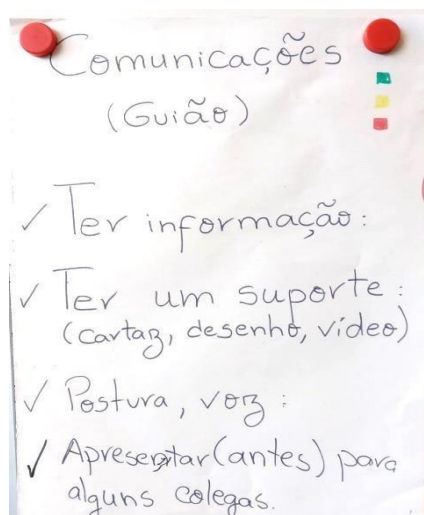 Comunicações
(Guião)
✓ Ter informação:
✓ Ter um suporte:
(cartaz, desenho, vídeo)
✓ Postura, voz:
✓ Apresentar (antes) para
alguns colegas.